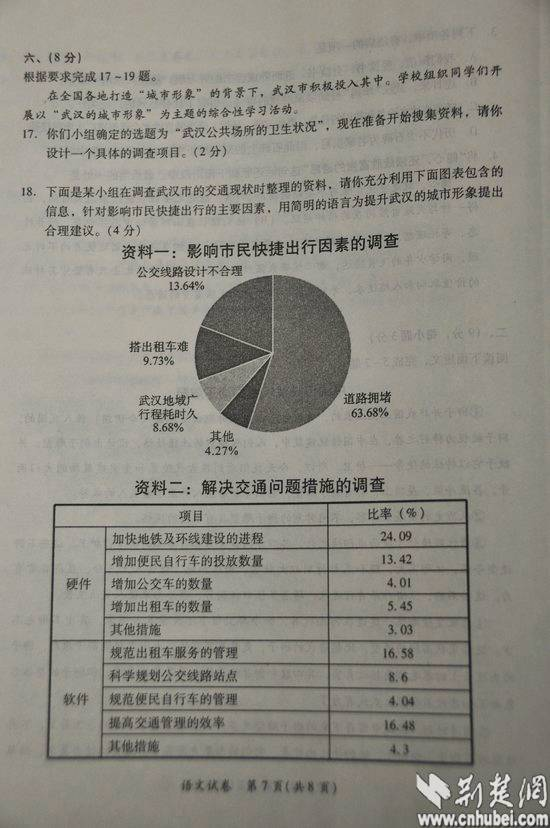 六、(8分)
根据要求完成17~19题。
在全国各地打造“城市形象”的背景下,武汉市积极投入其中。学校组织同学们开
展以“武汉的城市形象”为主题的综合性学习活动。
17. 你们小组确定的选题为“武汉公共场所的卫生状况”,现在准备开始搜集资料,请你
设计一个具体的调查项目。(2分)
18. 下面是某小组在调查武汉市的交通现状时整理的资料,请你充分利用下面图表包含的
信息,针对影响市民快捷出行的主要因素,用简明的语言为提升武汉的城市形象提出
合理建议。(4分)
资料一:影响市民快捷出行因素的调查
公交线路设计不合理
13.64%
搭出租车难
9.73%
武汉地域广
行程耗时久
8.68%
其他
4.27%
道路拥堵
63.68%
资料二:解决交通问题措施的调查
项目 比率(%)
硬件
加快地铁及环线建设的进程 24.09
增加便民自行车的投放数量 13.42
增加公交车的数量 4.01
增加出租车的数量 5.45
其他措施 3.03
软件
规范出租车服务的管理 16.58
科学规划公交线路站点 8.6
规范便民自行车的管理 4.04
提高交通管理的效率 16.48
其他措施 4.3
语文试卷 第7页(共8页)
荆楚网
www.cnhubei.com